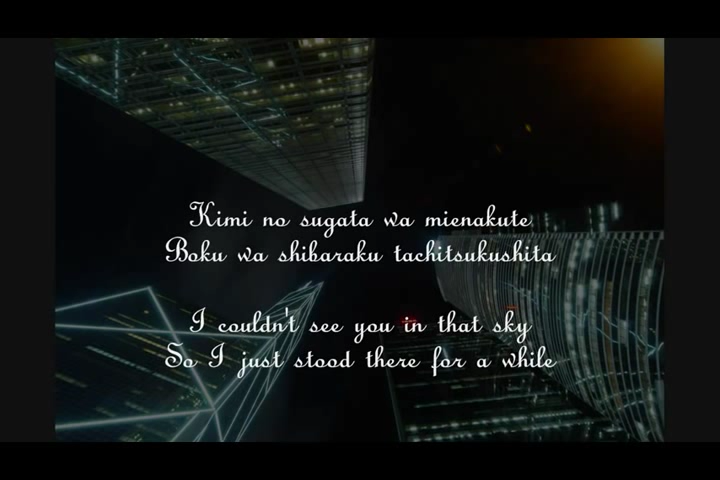 Kimi no sugata wa mienakute
Boku wa shibaraku tachitsukushita
I couldn't see you in that sky
So I just stood there for a while